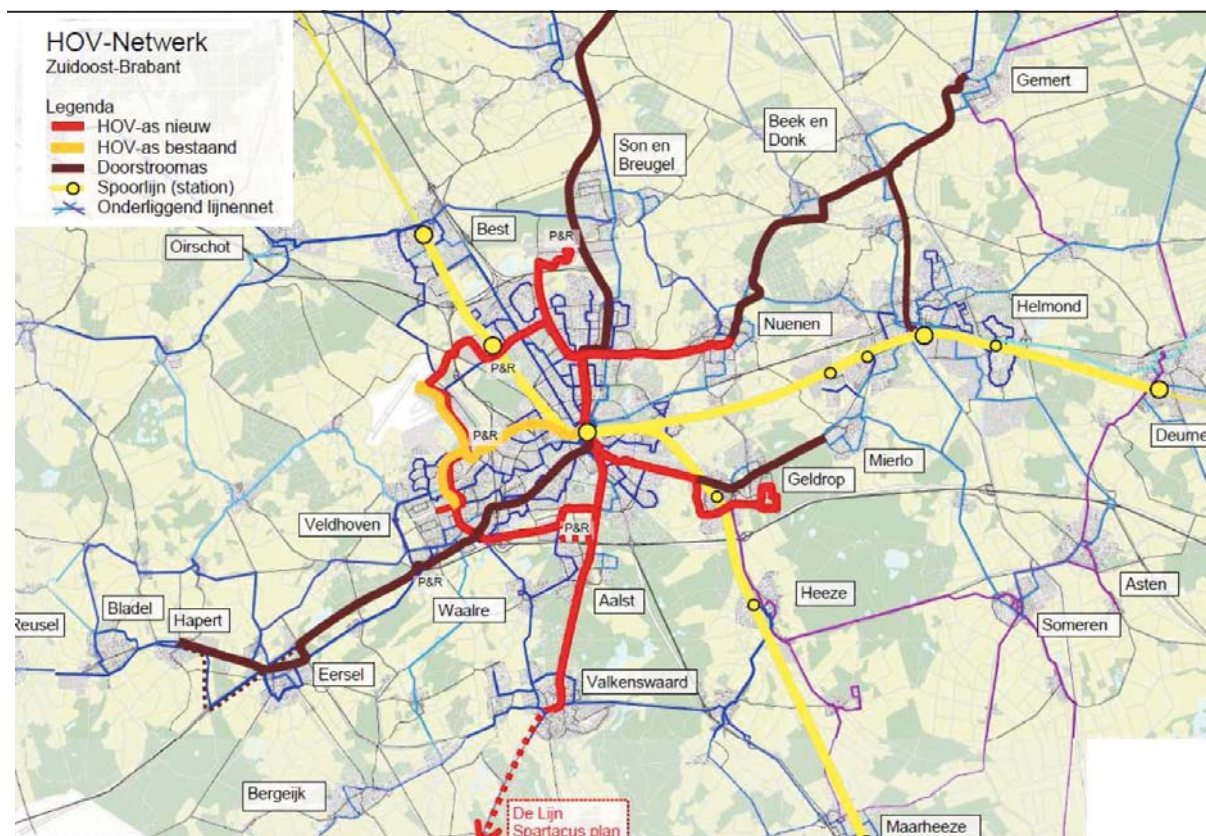 HOV-Netwerk
Zuidoost-Brabant
Legenda
HOV-as nieuw
HOV-as bestaand
Doorstroomas
Spoorlijn (station)
Onderliggend lijnennet
Gemert
Beek en
Donk
Son en
Breugel
Best
P&R
Oirschot
Nuenen
Helmond
P&R
P&R
Deurne
Mierlo
Geldrop
Veldhoven
P&R
P&R
Waalre
Aalst
Heeze
Asten
Someren
Bladel
Reusel
Hapert
Eersel
Valkenswaard
Bergeijk
De Lijn
Spartacus plan
Maarheeze